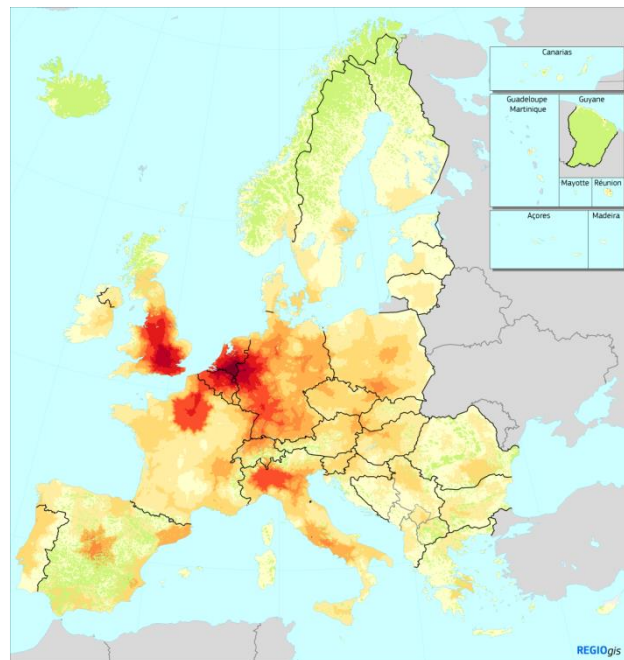 Canarias
Guadeloupe
Martinique
Guyane
Mayotte
Réunion
Açores
Madeira
REGIOgis